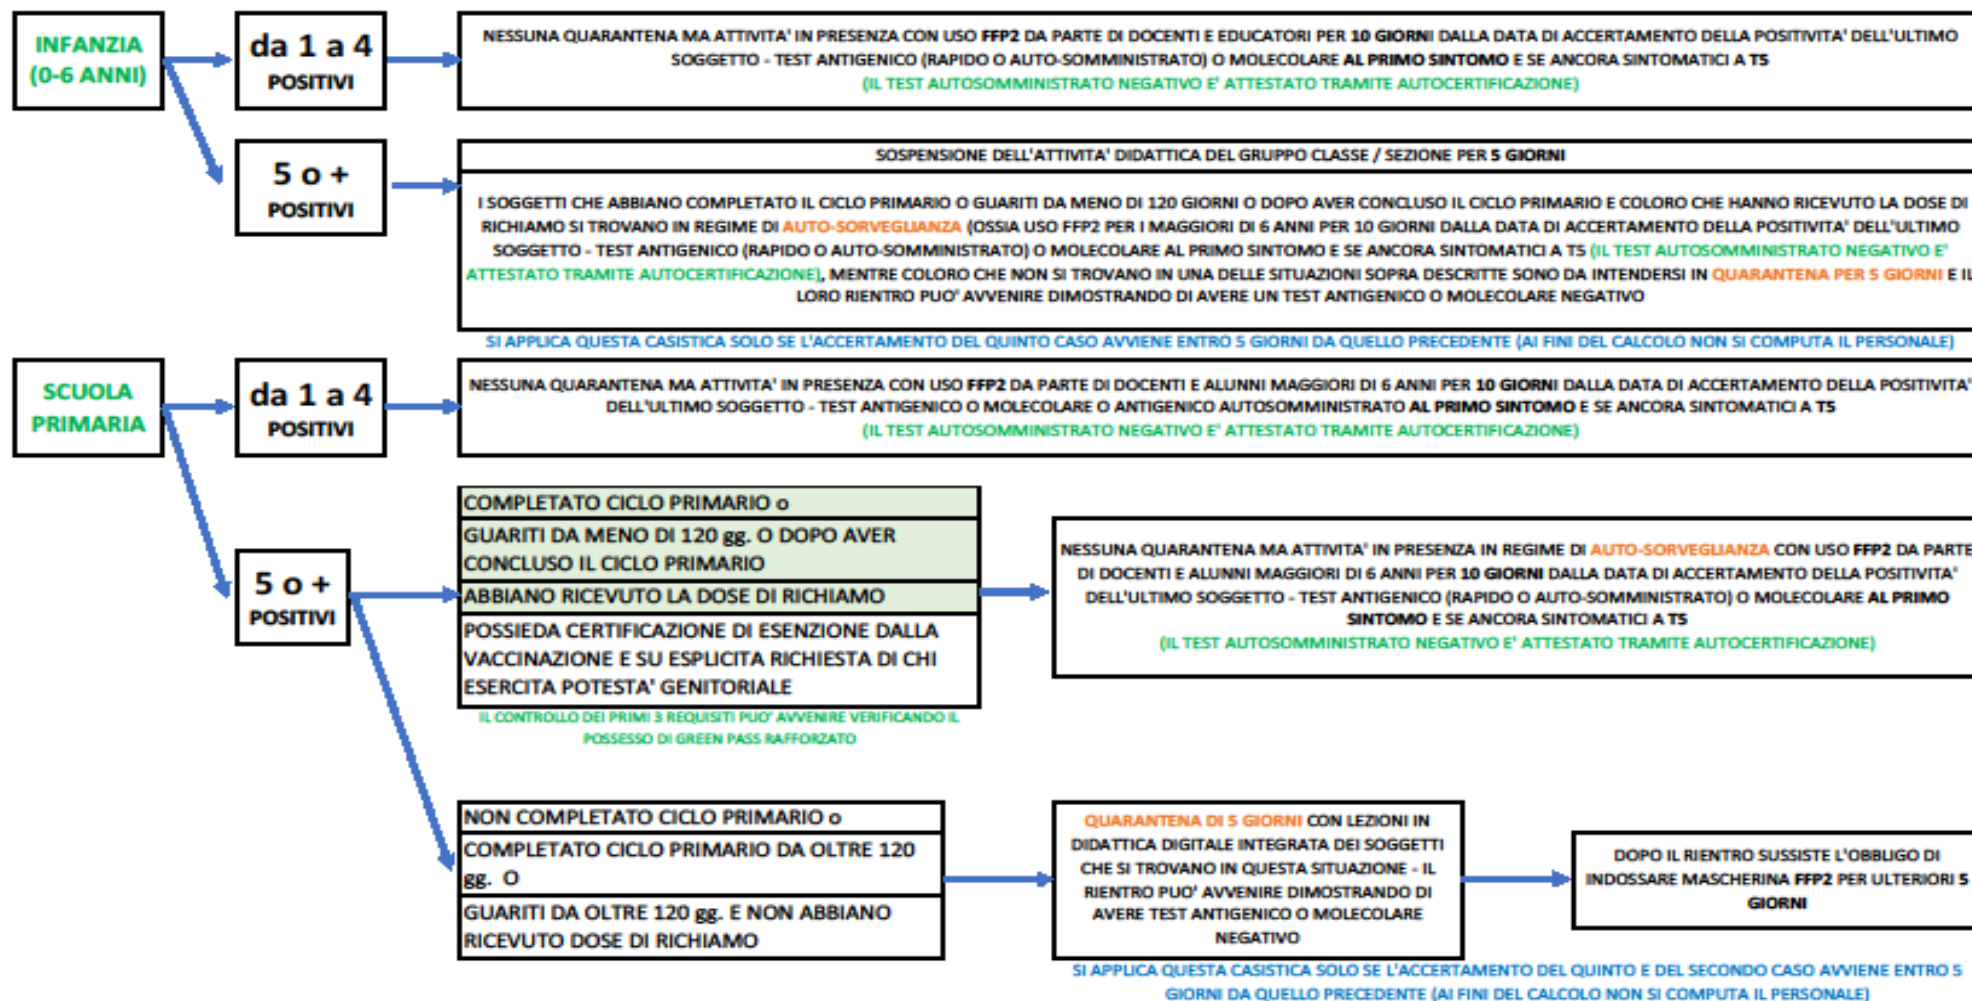 INFANZIA
(0-6 ANNI)
da 1 a 4
POSITIVI
NESSUNA QUARANTENA MA ATTIVITA' IN PRESENZA CON USO FFP2 DA PARTE DI DOCENTI E EDUCATORI PER 10 GIORNI DALLA DATA DI ACCERTAMENTO DELLA POSITIVITA' DELL'ULTIMO
SOGGETTO - TEST ANTIGENICO (RAPIDO O AUTO-SOMMINISTRATO) O MOLECOLARE AL PRIMO SINTOMO E SE ANCORA SINTOMATICI A T5
(IL TEST AUTOSOMMINISTRATO NEGATIVO E' ATTESTATO TRAMITE AUTOCERTIFICAZIONE)
5 o +
POSITIVI
SOSPENSIONE DELL'ATTIVITA' DIDATTICA DEL GRUPPO CLASSE / SEZIONE PER 5 GIORNI
I SOGGETTI CHE ABBIANO COMPLETATO IL CICLO PRIMARIO O GUARITI DA MENO DI 120 GIORNI O DOPO AVER CONCLUSO IL CICLO PRIMARIO E COLORO CHE HANNO RICEVUTO LA DOSE DI
RICHIAMO SI TROVANO IN REGIME DI AUTO-SORVEGLIANZA (OSSIA USO FFP2 PER I MAGGIORI DI 6 ANNI PER 10 GIORNI DALLA DATA DI ACCERTAMENTO DELLA POSITIVITA' DELL'ULTIMO
SOGGETTO - TEST ANTIGENICO (RAPIDO O AUTO-SOMMINISTRATO) O MOLECOLARE AL PRIMO SINTOMO E SE ANCORA SINTOMATICI A T5 (IL TEST AUTOSOMMINISTRATO NEGATIVO E'
ATTESTATO TRAMITE AUTOCERTIFICAZIONE), MENTRE COLORO CHE NON SI TROVANO IN UNA DELLE SITUAZIONI SOPRA DESCRITTE SONO DA INTENDERSI IN QUARANTENA PER 5 GIORNI E IL
LORO RIENTRO PUO' AVVENIRE DIMOSTRANDO DI AVERE UN TEST ANTIGENICO O MOLECOLARE NEGATIVO
SI APPLICA QUESTA CASISTICA SOLO SE L'ACCERTAMENTO DEL QUINTO CASO AVVIENE ENTRO 5 GIORNI DA QUELLO PRECEDENTE (AI FINI DEL CALCOLO NON SI COMPUTA IL PERSONALE)
SCUOLA
PRIMARIA
da 1 a 4
POSITIVI
NESSUNA QUARANTENA MA ATTIVITA' IN PRESENZA CON USO FFP2 DA PARTE DI DOCENTI E ALUNNI MAGGIORI DI 6 ANNI PER 10 GIORNI DALLA DATA DI ACCERTAMENTO DELLA POSITIVITA'
DELL'ULTIMO SOGGETTO - TEST ANTIGENICO O MOLECOLARE O ANTIGENICO AUTOSOMMINISTRATO AL PRIMO SINTOMO E SE ANCORA SINTOMATICI A T5
(IL TEST AUTOSOMMINISTRATO NEGATIVO E' ATTESTATO TRAMITE AUTOCERTIFICAZIONE)
5 o +
POSITIVI
COMPLETATO CICLO PRIMARIO o
GUARITI DA MENO DI 120 gg. O DOPO AVER
CONCLUSO IL CICLO PRIMARIO
ABBIANO RICEVUTO LA DOSE DI RICHIAMO
POSSIEDA CERTIFICAZIONE DI ESENZIONE DALLA
VACCINAZIONE E SU ESPLICITA RICHIESTA DI CHI
ESERCITA POTESTA' GENITORIALE
IL CONTROLLO DEI PRIMI 3 REQUISITI PUO' AVVENIRE VERIFICANDO IL
POSSESSO DI GREEN PASS RAFFORZATO
NESSUNA QUARANTENA MA ATTIVITA' IN PRESENZA IN REGIME DI AUTO-SORVEGLIANZA CON USO FFP2 DA PARTE
DI DOCENTI E ALUNNI MAGGIORI DI 6 ANNI PER 10 GIORNI DALLA DATA DI ACCERTAMENTO DELLA POSITIVITA'
DELL'ULTIMO SOGGETTO - TEST ANTIGENICO (RAPIDO O AUTO-SOMMINISTRATO) O MOLECOLARE AL PRIMO
SINTOMO E SE ANCORA SINTOMATICI A T5
(IL TEST AUTOSOMMINISTRATO NEGATIVO E' ATTESTATO TRAMITE AUTOCERTIFICAZIONE)
NON COMPLETATO CICLO PRIMARIO o
COMPLETATO CICLO PRIMARIO DA OLTRE 120
gg. O
GUARITI DA OLTRE 120 gg. E NON ABBIANO
RICEVUTO DOSE DI RICHIAMO
QUARANTENA DI 5 GIORNI CON LEZIONI IN
DIDATTICA DIGITALE INTEGRATA DEI SOGGETTI
CHE SI TROVANO IN QUESTA SITUAZIONE - IL
RIENTRO PUO' AVVENIRE DIMOSTRANDO DI
AVERE TEST ANTIGENICO O MOLECOLARE
NEGATIVO
DOPO IL RIENTRO SUSSISTE L'OBBLIGO DI
INDOSSARE MASCHERINA FFP2 PER ULTERIORI 5
GIORNI
SI APPLICA QUESTA CASISTICA SOLO SE L'ACCERTAMENTO DEL QUINTO E DEL SECONDO CASO AVVIENE ENTRO 5
GIORNI DA QUELLO PRECEDENTE (AI FINI DEL CALCOLO NON SI COMPUTA IL PERSONALE)